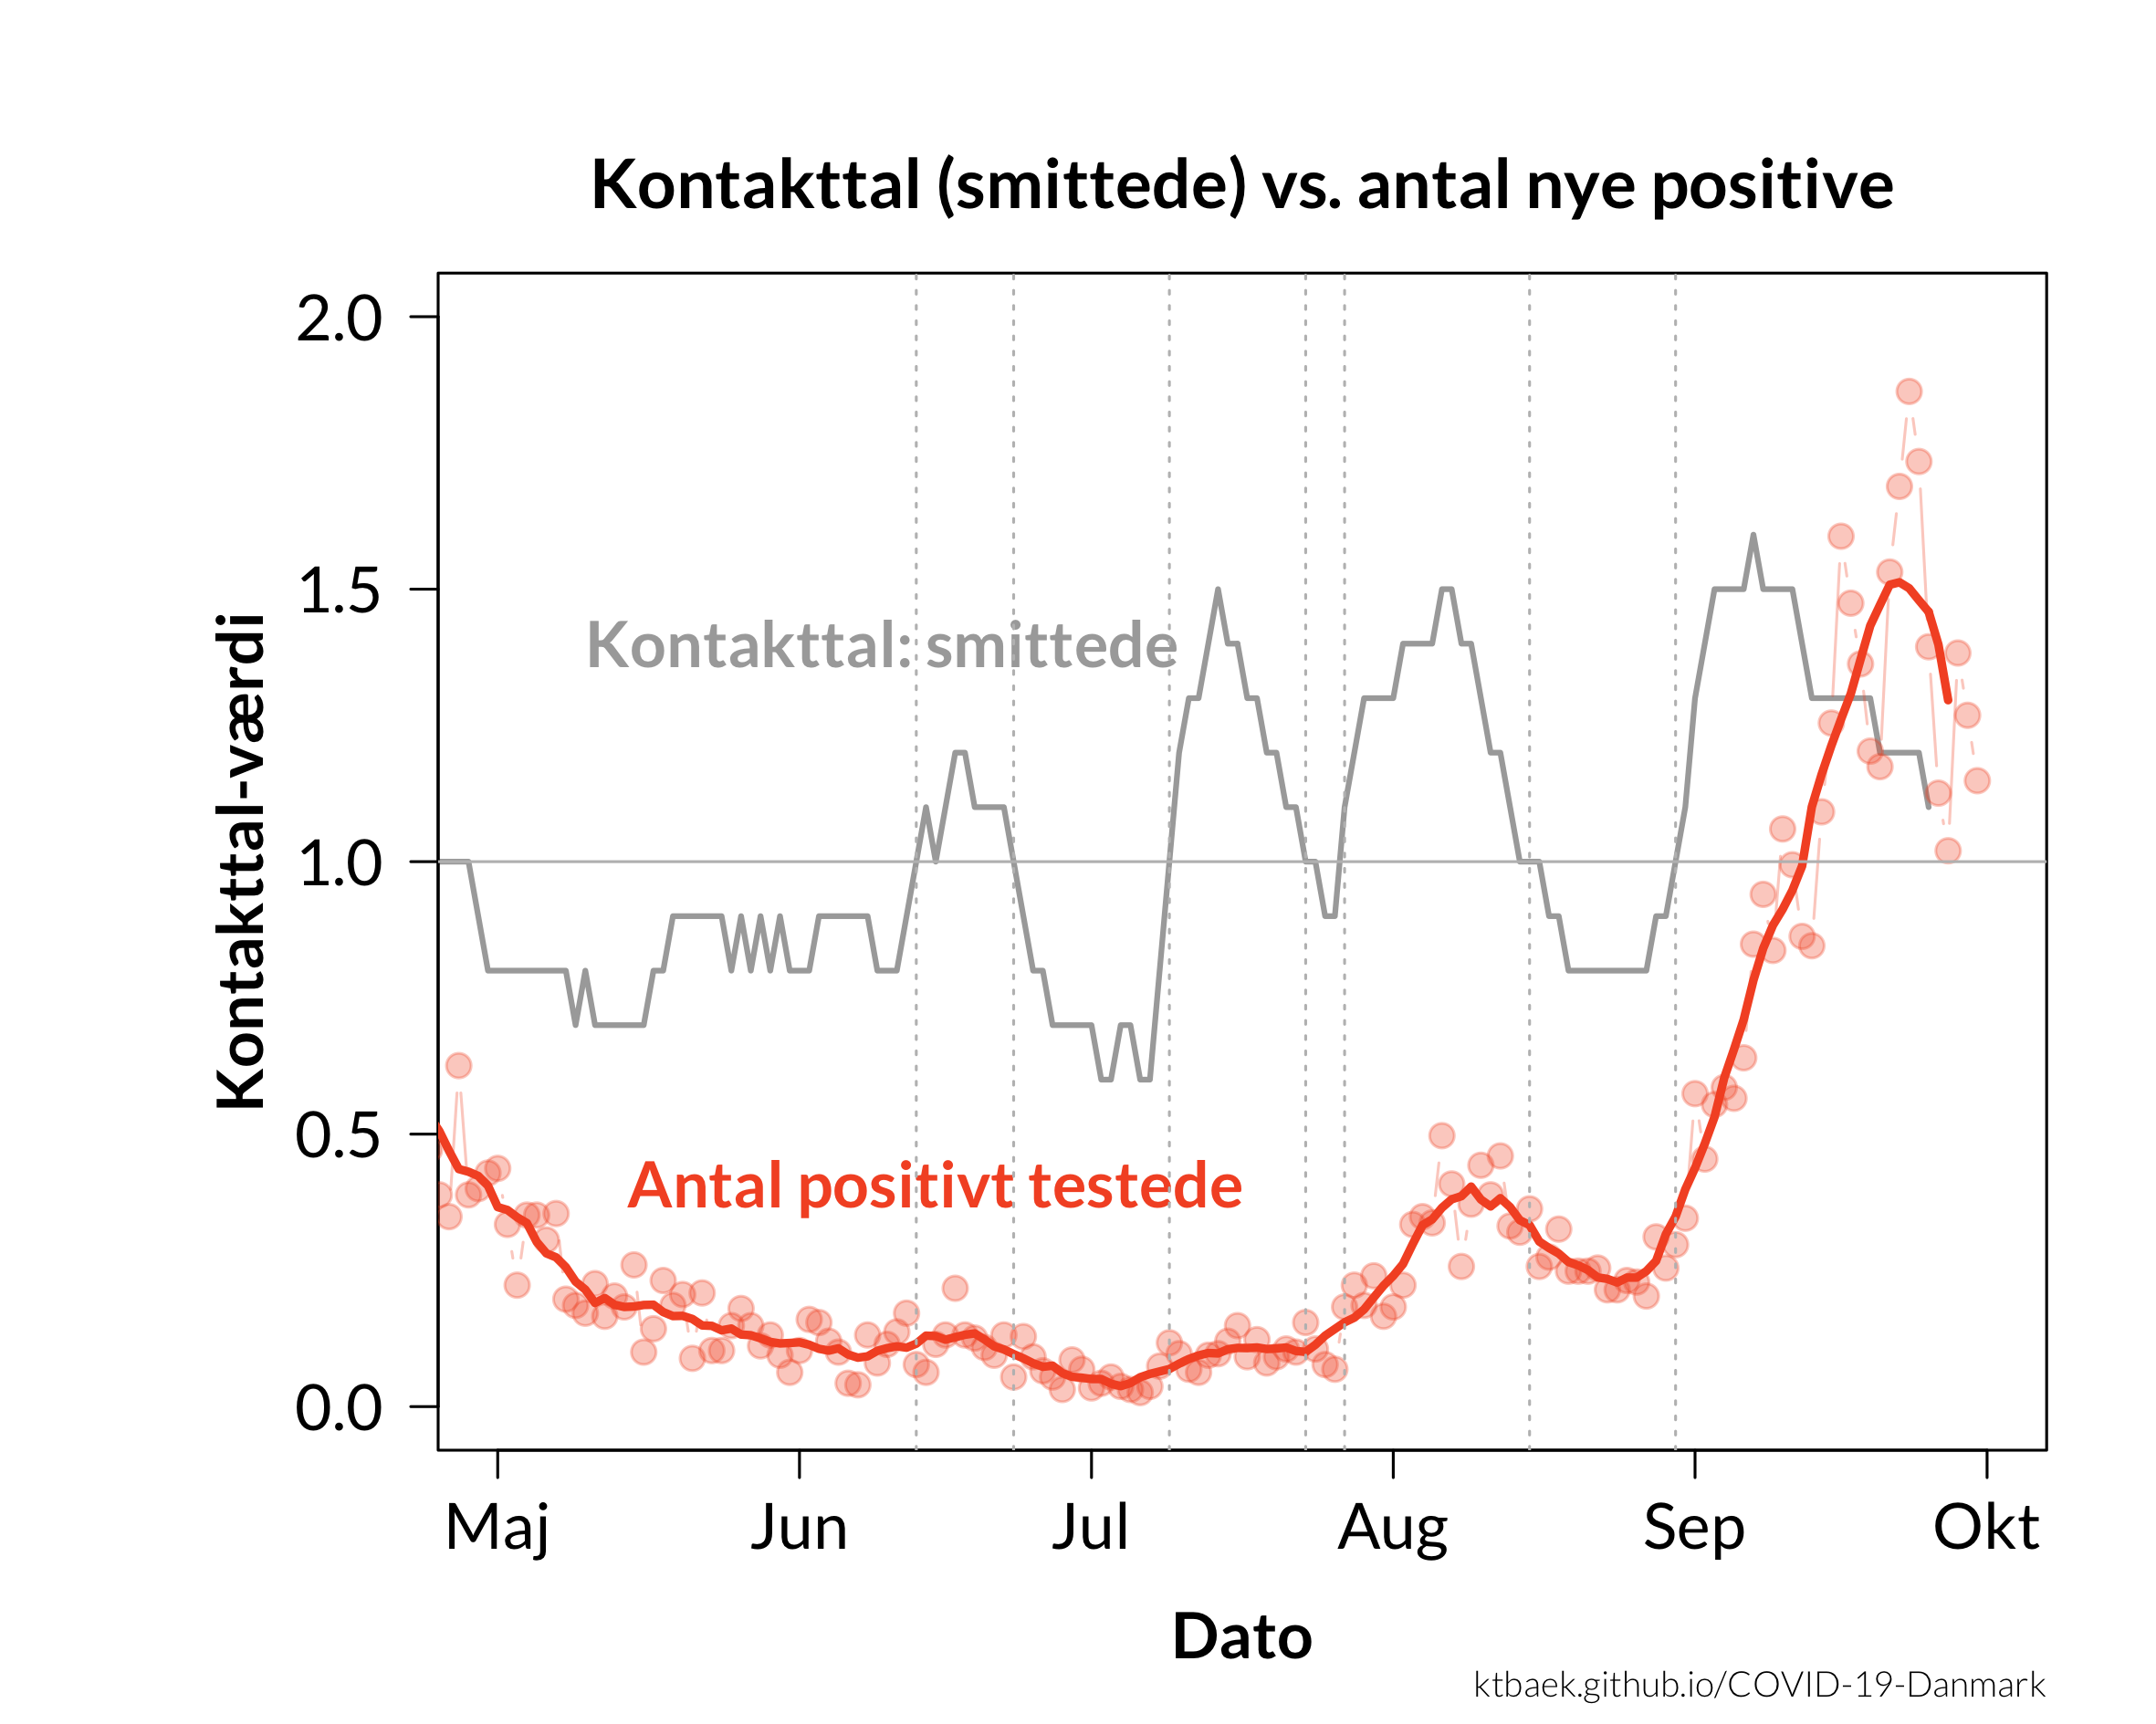 Kontakttal (smittede) vs. antal nye positive
Kontakttal-værdi
2.0
1.5
1.0
0.5
0.0
Kontakttal: smittede
Antal positivt testede
Maj
Jun
Jul
Aug
Sep
Okt
Dato
ktbaek.github.io/COVID-19-Danmark